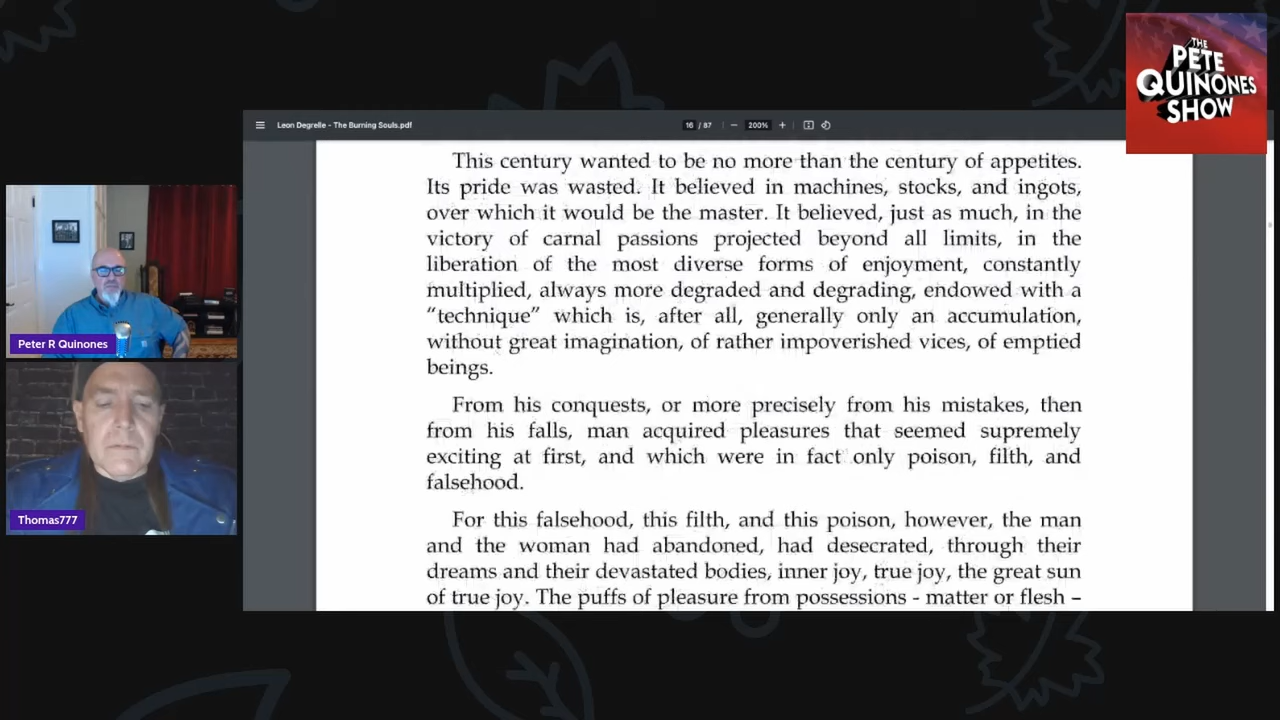 THE
PETE
QUINONES
SHOW
Leon Degrelle - The Burning Souls.pdf
16 / 87
200%
This century wanted to be no more than the century of appetites.
Its pride was wasted. It believed in machines, stocks, and ingots,
over which it would be the master. It believed, just as much, in the
victory of carnal passions projected beyond all limits, in the
liberation of the most diverse forms of enjoyment, constantly
multiplied, always more degraded and degrading, endowed with a
“technique” which is, after all, generally only an accumulation,
without great imagination, of rather impoverished vices, of emptied
beings.
From his conquests, or more precisely from his mistakes, then
from his falls, man acquired pleasures that seemed supremely
exciting at first, and which were in fact only poison, filth, and
falsehood.
For this falsehood, this filth, and this poison, however, the man
and the woman had abandoned, had desecrated, through their
dreams and their devastated bodies, inner joy, true joy, the great sun
of true joy. The puffs of pleasure from possessions - matter or flesh –
Peter R Quinones
Thomas777